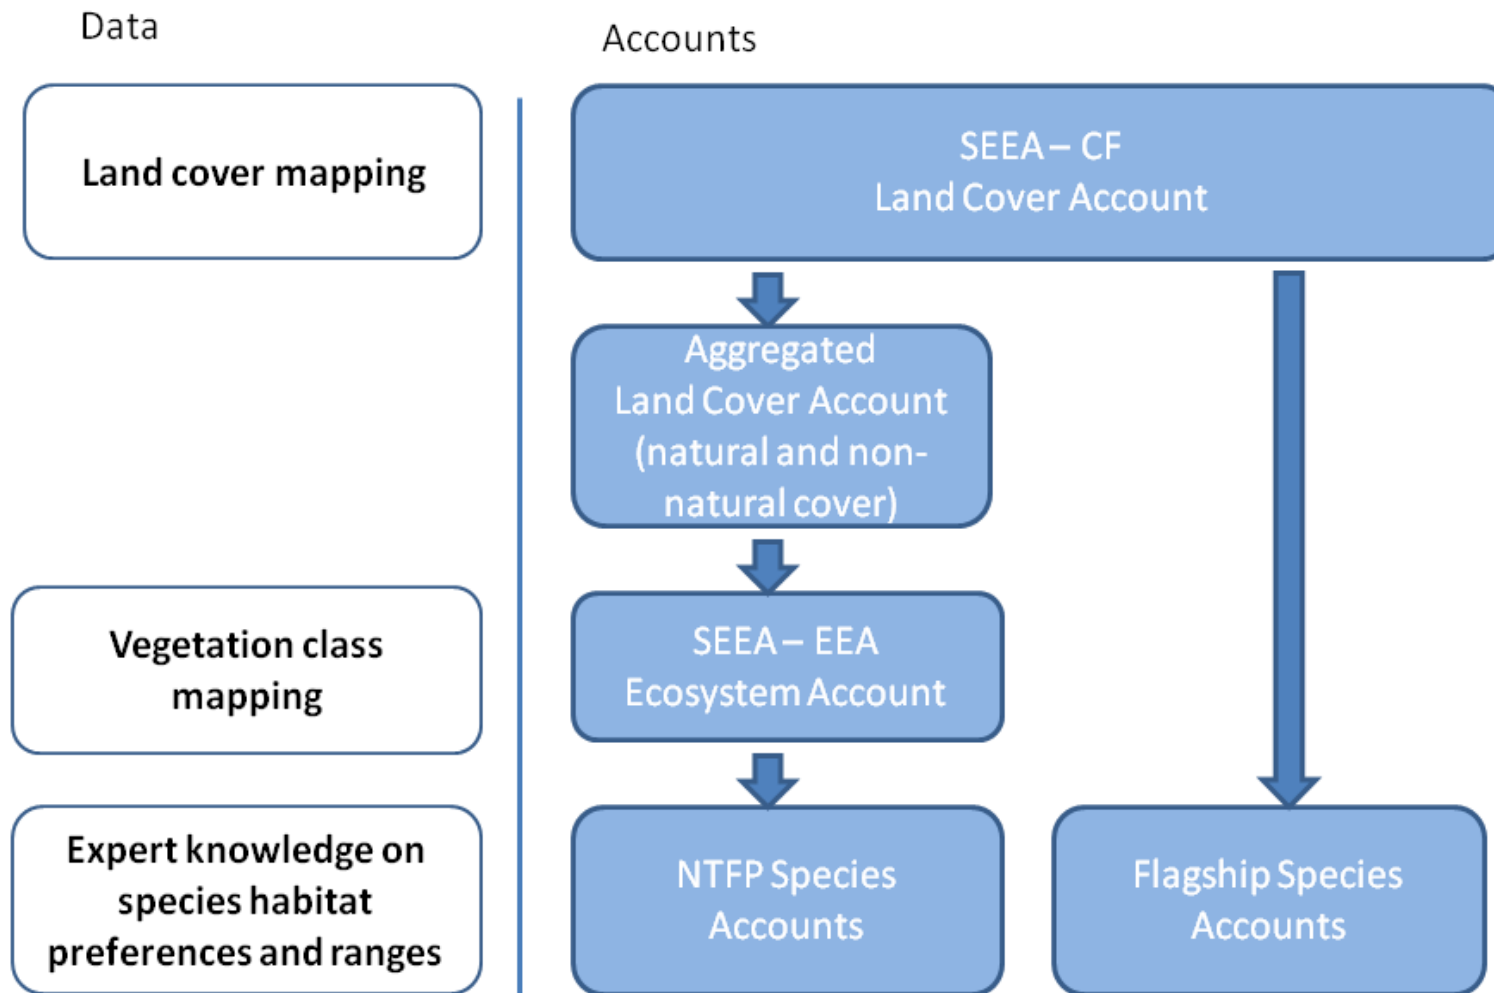 Data
Accounts
Land cover mapping
SEEA – CF
Land Cover Account
Aggregated
Land Cover Account
(natural and non-
natural cover)
Vegetation class
mapping
SEEA – EEA
Ecosystem Account
Expert knowledge on
species habitat
preferences and ranges
NTFP Species
Accounts
Flagship Species
Accounts